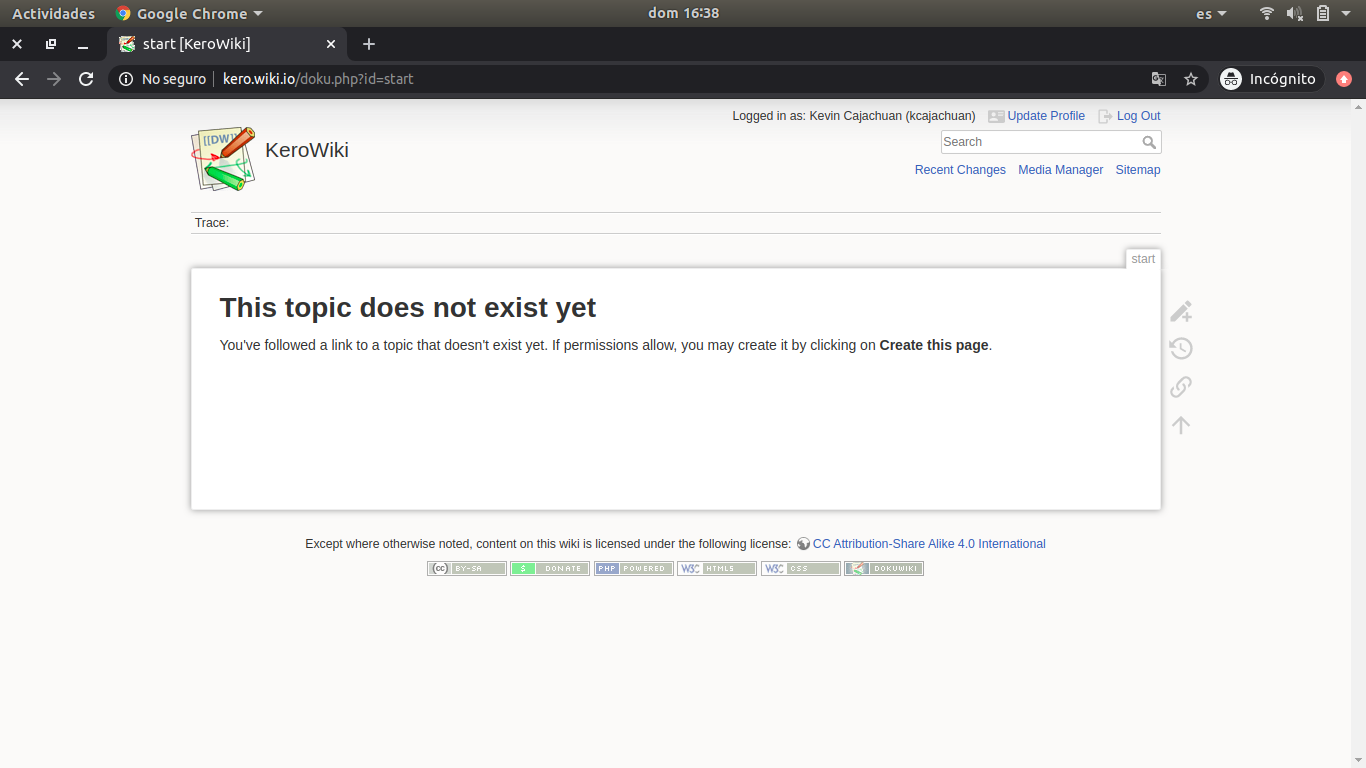 Actividades Google Chrome dom 16:38 es
start [KeroWiki]
No seguro kero.wiki.io/doku.php?id=start Incógnito
Logged in as: Kevin Cajachuan (kcajachuan) Update Profile Log Out
[[DW]] KeroWiki
Search
Recent Changes Media Manager Sitemap
Trace:
start
This topic does not exist yet
You've followed a link to a topic that doesn't exist yet. If permissions allow, you may create it by clicking on Create this page.
Except where otherwise noted, content on this wiki is licensed under the following license: CC Attribution-Share Alike 4.0 International
(cc) BY-SA $ DONATE PHP POWERED W3C HTML5 W3C CSS DOKUWIKI